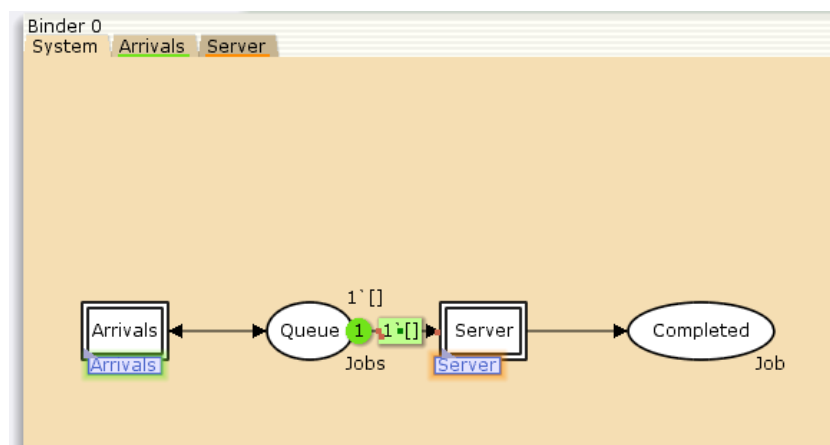 Binder 0
System Arrivals Server
1`[]
Arrivals Queue 1 1`[] Server Completed
Arrivals Jobs Server Job